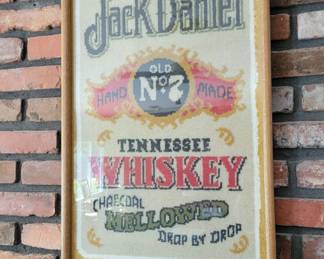 Jack Daniel
OLD
No. 7
HAND MADE
TENNESSEE
WHISKEY
CHARCOAL
MELLOWED
DROP BY DROP